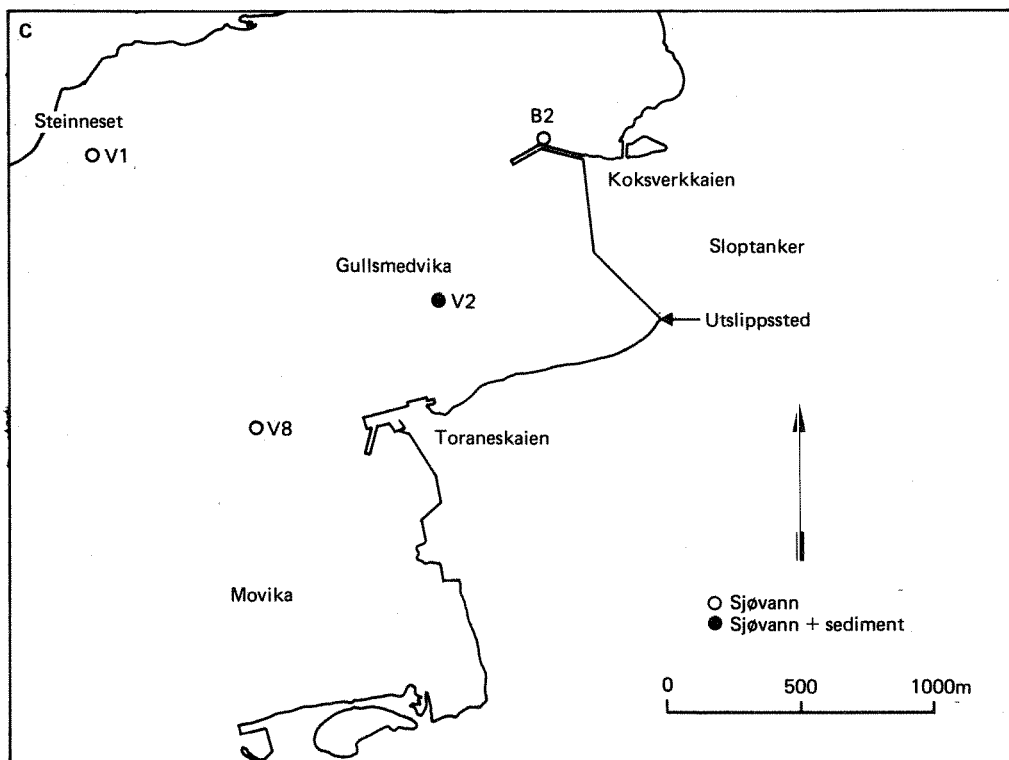 C
Steinneset
V1
B2
Koksverkkaien
Sloptanker
Gullsmedvika
V2
Utslippssted
V8
Toraneskaien
Movika
Sjøvann
Sjøvann + sediment
0 500 1000m